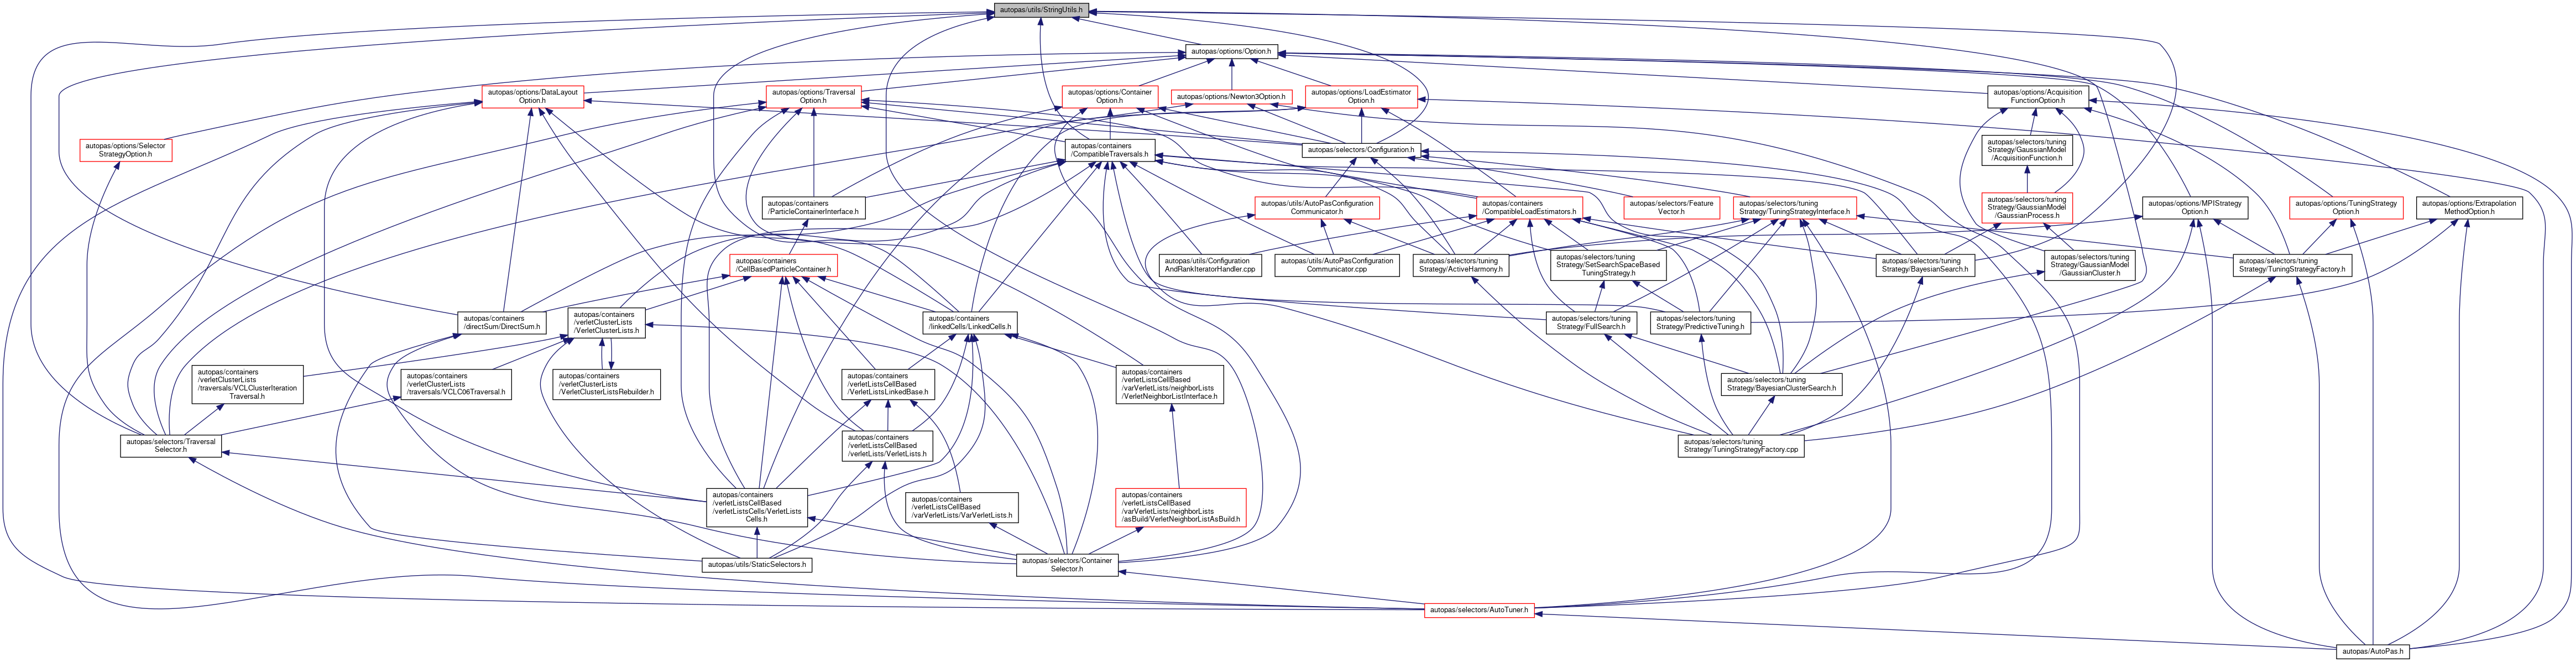 autopas/utils/StringUtils.h
autopas/options/Option.h
autopas/options/DataLayout
Option.h
autopas/options/Traversal
Option.h
autopas/options/Container
Option.h
autopas/options/Newton3Option.h
autopas/options/LoadEstimator
Option.h
autopas/options/Acquisition
FunctionOption.h
autopas/options/Selector
StrategyOption.h
autopas/containers
/CompatibleTraversals.h
autopas/selectors/Configuration.h
autopas/selectors/tuning
Strategy/GaussianModel
/AcquisitionFunction.h
autopas/containers
/ParticleContainerInterface.h
autopas/utils/AutoPasConfiguration
Communicator.h
autopas/containers
/CompatibleLoadEstimators.h
autopas/selectors/Feature
Vector.h
autopas/selectors/tuning
Strategy/TuningStrategyInterface.h
autopas/selectors/tuning
Strategy/GaussianModel
/GaussianProcess.h
autopas/options/MPIStrategy
Option.h
autopas/options/TuningStrategy
Option.h
autopas/options/Extrapolation
MethodOption.h
autopas/containers
/CellBasedParticleContainer.h
autopas/utils/Configuration
AndRankIteratorHandler.cpp
autopas/utils/AutoPasConfiguration
Communicator.cpp
autopas/selectors/tuning
Strategy/ActiveHarmony.h
autopas/selectors/tuning
Strategy/SetSearchSpaceBased
TuningStrategy.h
autopas/selectors/tuning
Strategy/BayesianSearch.h
autopas/selectors/tuning
Strategy/GaussianModel
/GaussianCluster.h
autopas/selectors/tuning
Strategy/TuningStrategyFactory.h
autopas/containers
/directSum/DirectSum.h
autopas/containers
/verletClusterLists
/VerletClusterLists.h
autopas/containers
/linkedCells/LinkedCells.h
autopas/selectors/tuning
Strategy/FullSearch.h
autopas/selectors/tuning
Strategy/PredictiveTuning.h
autopas/containers
/verletClusterLists
/traversals/VCLClusterIteration
Traversal.h
autopas/containers
/verletClusterLists
/traversals/VCLC06Traversal.h
autopas/containers
/verletClusterLists
/VerletClusterListsRebuilder.h
autopas/containers
/verletListsCellBased
/VerletListsLinkedBase.h
autopas/containers
/verletListsCellBased
/varVerletLists/neighborLists
/VerletNeighborListInterface.h
autopas/selectors/tuning
Strategy/BayesianClusterSearch.h
autopas/selectors/Traversal
Selector.h
autopas/containers
/verletListsCellBased
/verletLists/VerletLists.h
autopas/selectors/tuning
Strategy/TuningStrategyFactory.cpp
autopas/containers
/verletListsCellBased
/verletListsCells/VerletLists
Cells.h
autopas/containers
/verletListsCellBased
/varVerletLists/VarVerletLists.h
autopas/containers
/verletListsCellBased
/varVerletLists/neighborLists
/asBuild/VerletNeighborListAsBuild.h
autopas/utils/StaticSelectors.h
autopas/selectors/Container
Selector.h
autopas/selectors/AutoTuner.h
autopas/AutoPas.h